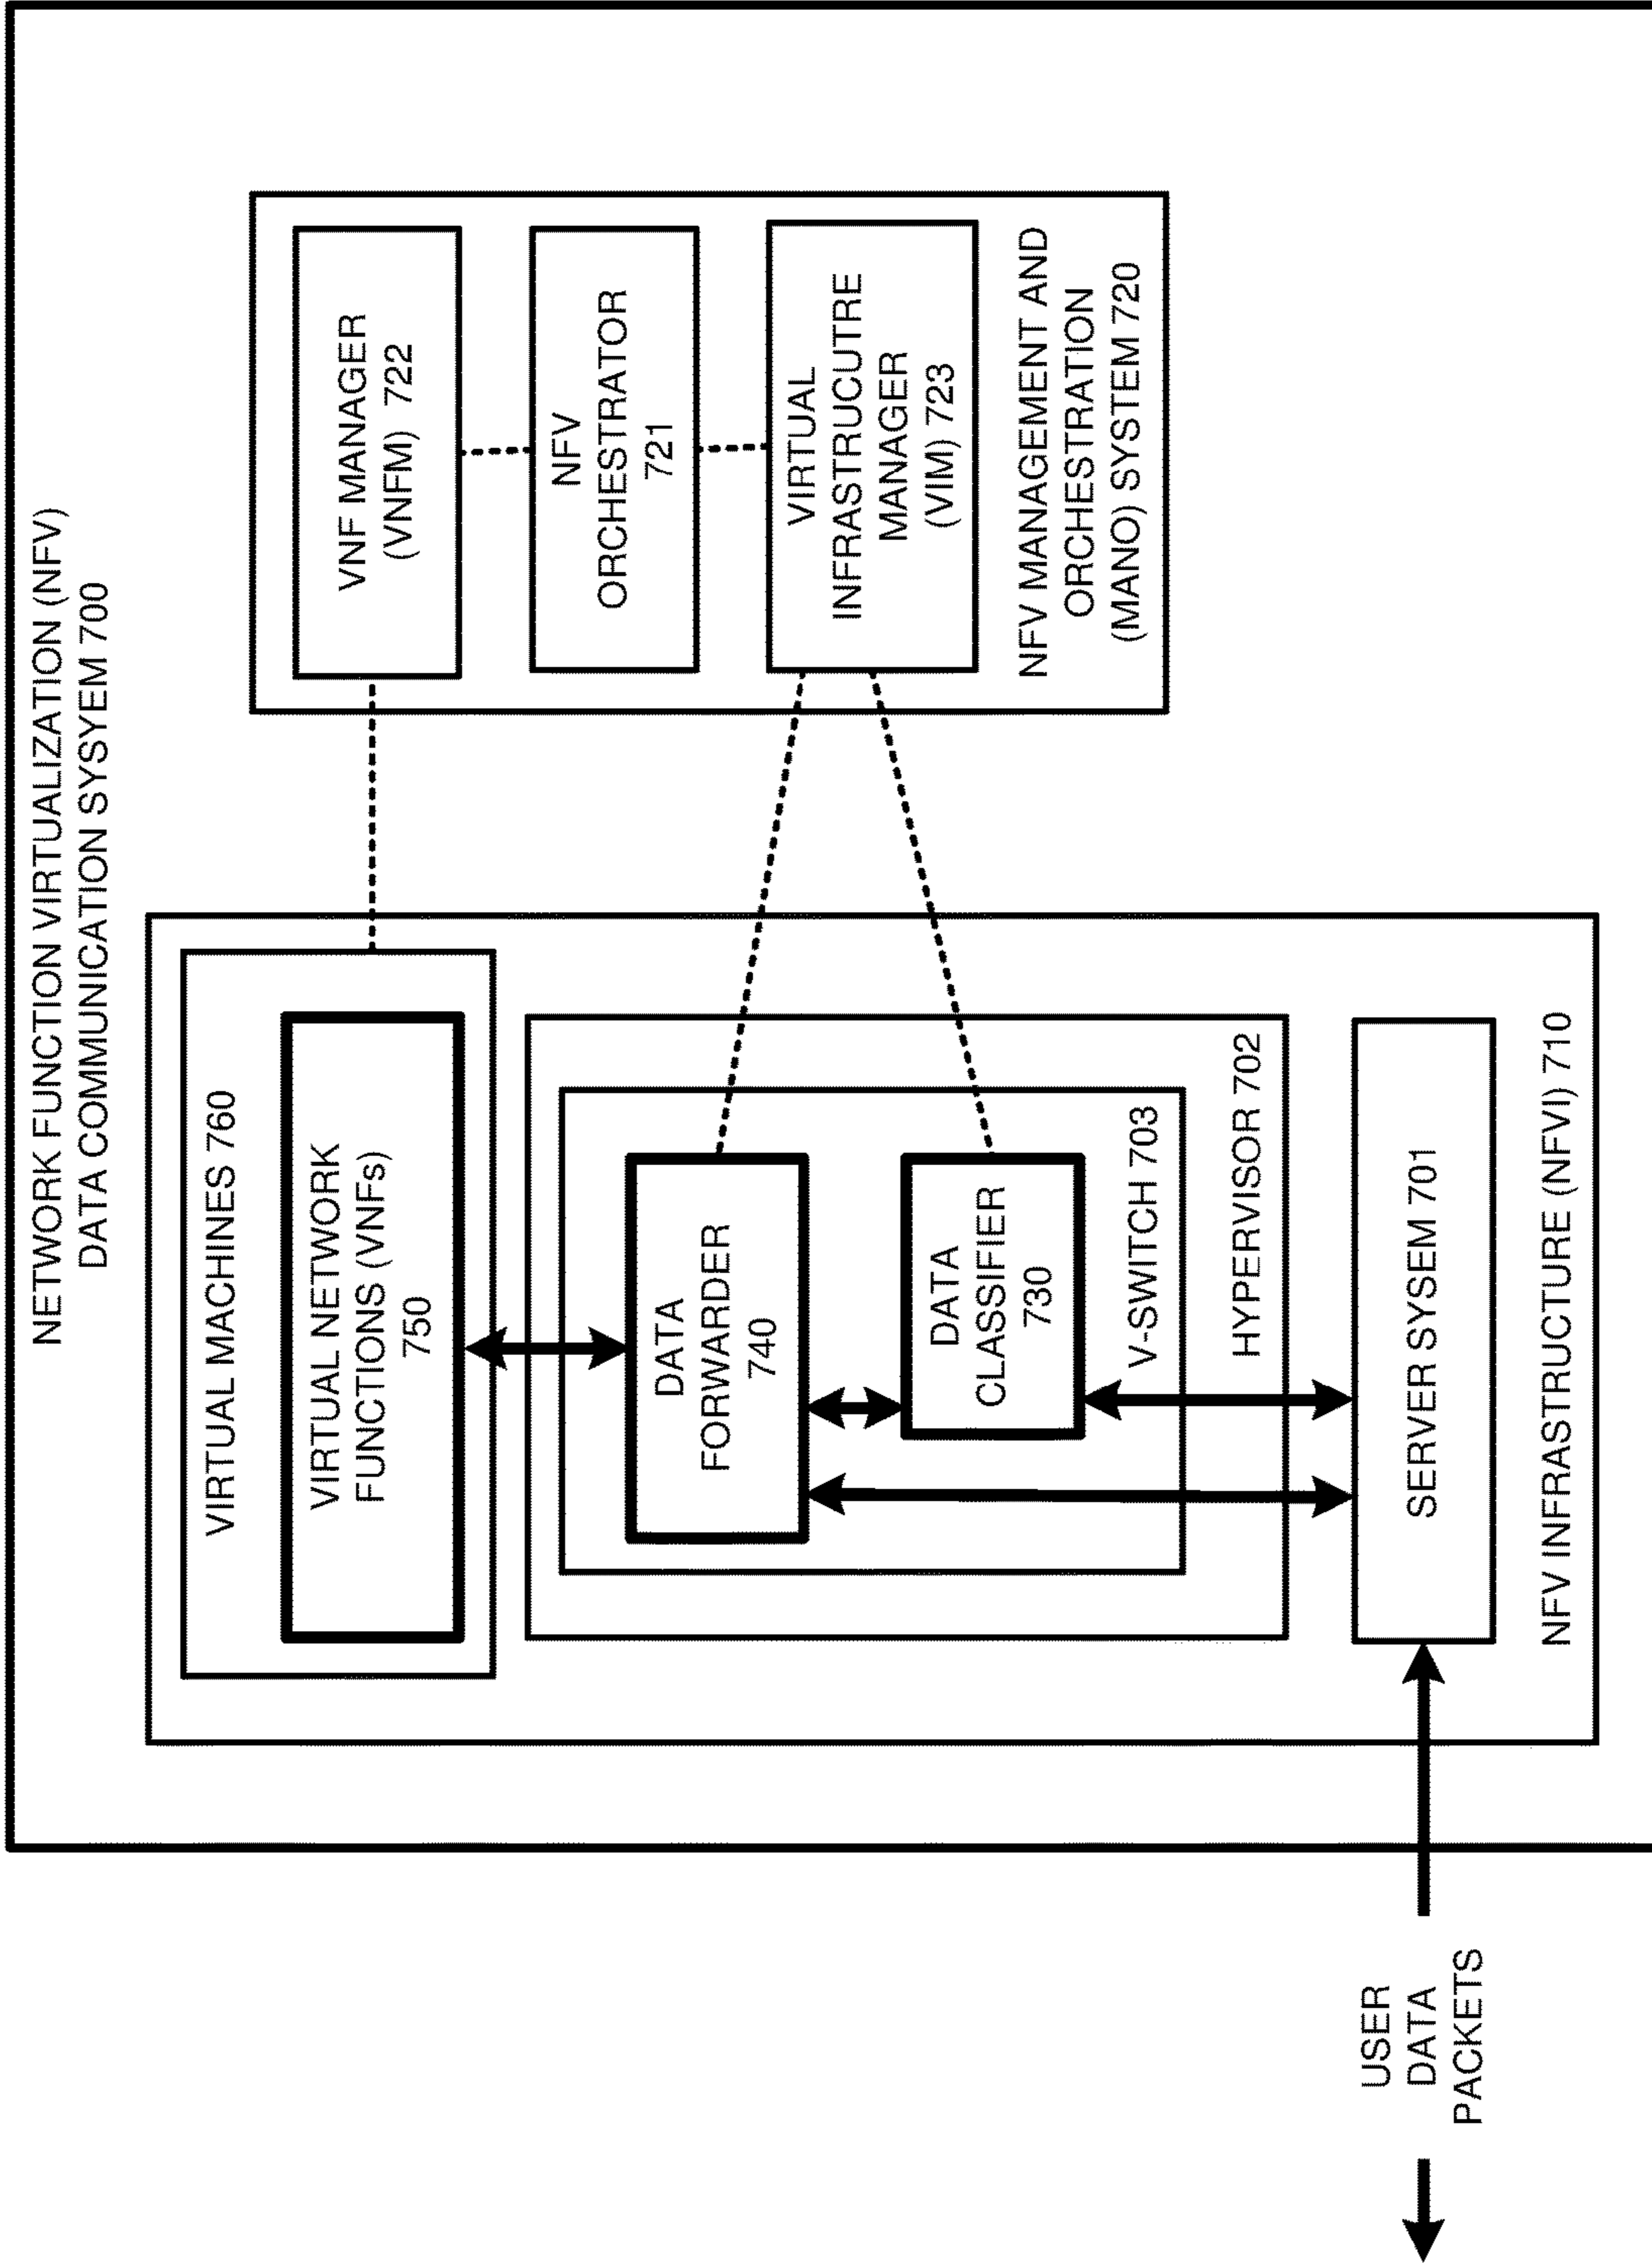 NETWORK FUNCTION VIRTUALIZATION (NFV)
DATA COMMUNICATION SYSYEM 700
VIRTUAL MACHINES 760
VIRTUAL NETWORK
FUNCTIONS (VNFs)
750
DATA
FORWARDER
740
DATA
CLASSIFIER
730
V-SWITCH 703
HYPERVISOR 702
SERVER SYSEM 701
NFV INFRASTRUCTURE (NFVI) 710
VNF MANAGER
(VNFM) 722
NFV
ORCHESTRATOR
721
VIRTUAL
INFRASTRUCUTRE
MANAGER
(VIM) 723
NFV MANAGEMENT AND
ORCHESTRATION
(MANO) SYSTEM 720
USER
DATA
PACKETS